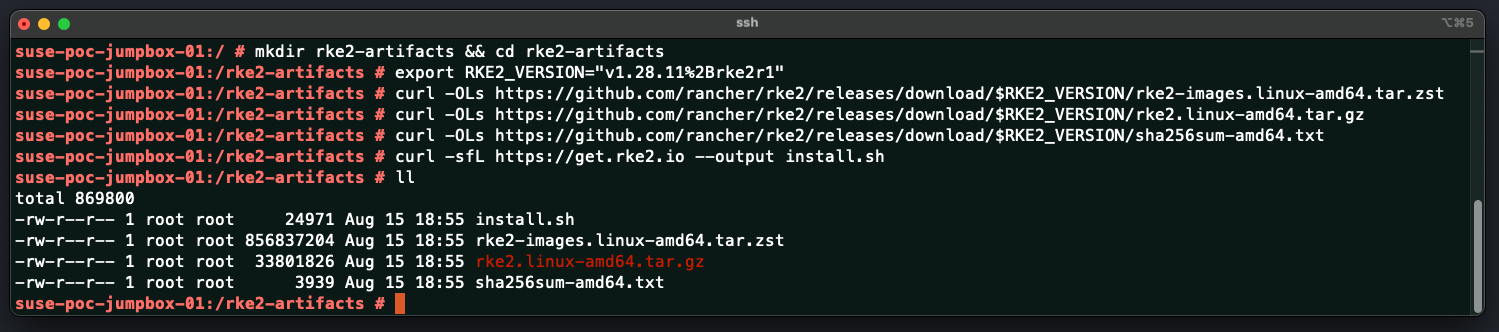 ssh
⌥⌘5
suse-poc-jumpbox-01:/ # mkdir rke2-artifacts && cd rke2-artifacts
suse-poc-jumpbox-01:/rke2-artifacts # export RKE2_VERSION="v1.28.11%2Brke2r1"
suse-poc-jumpbox-01:/rke2-artifacts # curl -OLs https://github.com/rancher/rke2/releases/download/$RKE2_VERSION/rke2-images.linux-amd64.tar.zst
suse-poc-jumpbox-01:/rke2-artifacts # curl -OLs https://github.com/rancher/rke2/releases/download/$RKE2_VERSION/rke2.linux-amd64.tar.gz
suse-poc-jumpbox-01:/rke2-artifacts # curl -OLs https://github.com/rancher/rke2/releases/download/$RKE2_VERSION/sha256sum-amd64.txt
suse-poc-jumpbox-01:/rke2-artifacts # curl -sfL https://get.rke2.io --output install.sh
suse-poc-jumpbox-01:/rke2-artifacts # ll
total 869800
-rw-r--r-- 1 root root     24971 Aug 15 18:55 install.sh
-rw-r--r-- 1 root root 856837204 Aug 15 18:55 rke2-images.linux-amd64.tar.zst
-rw-r--r-- 1 root root  33801826 Aug 15 18:55 rke2.linux-amd64.tar.gz
-rw-r--r-- 1 root root      3939 Aug 15 18:55 sha256sum-amd64.txt
suse-poc-jumpbox-01:/rke2-artifacts #